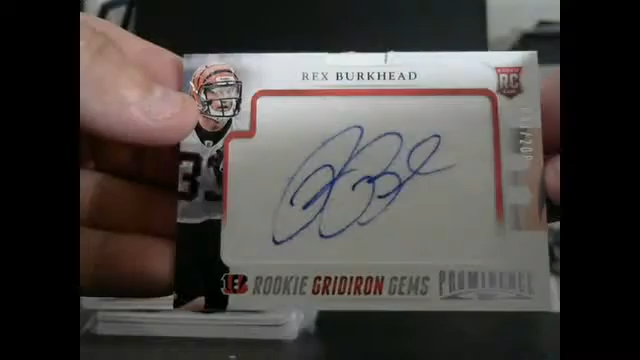 REX BURKHEAD
RC
ROOKIE GRIDIRON GEMS
PROMINENCE